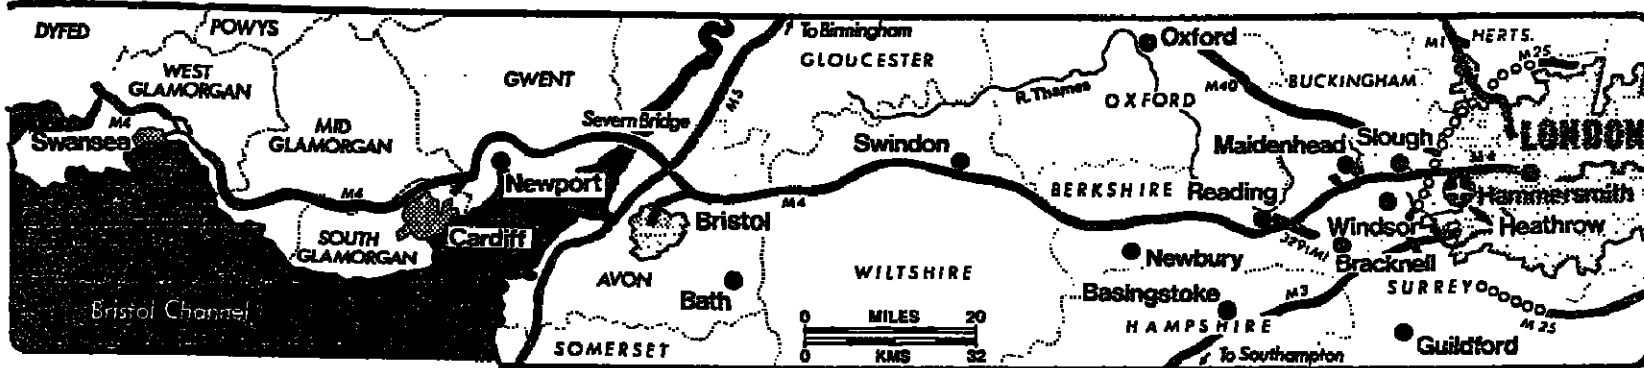 DYFED
POWYS
WEST
GLAMORGAN
MID
GLAMORGAN
GWENT
M4
Swansea
M4
SOUTH
GLAMORGAN
Cardiff
Newport
Bristol Channel
Severn Bridge
M5
To Birmingham
GLOUCESTER
Bristol
AVON
Bath
SOMERSET
M4
Swindon
WILTSHIRE
0 MILES 20
0 KMS 32
R. Thames
Oxford
OXFORD
M40
BUCKINGHAM
M1
HERTS.
M25
LONDON
Maidenhead
Slough
M4
BERKSHIRE
Reading
Hammersmith
Windsor
Heathrow
329(M)
Bracknell
Newbury
Basingstoke
M3
SURREY
M25
HAMPSHIRE
To Southampton
Guildford